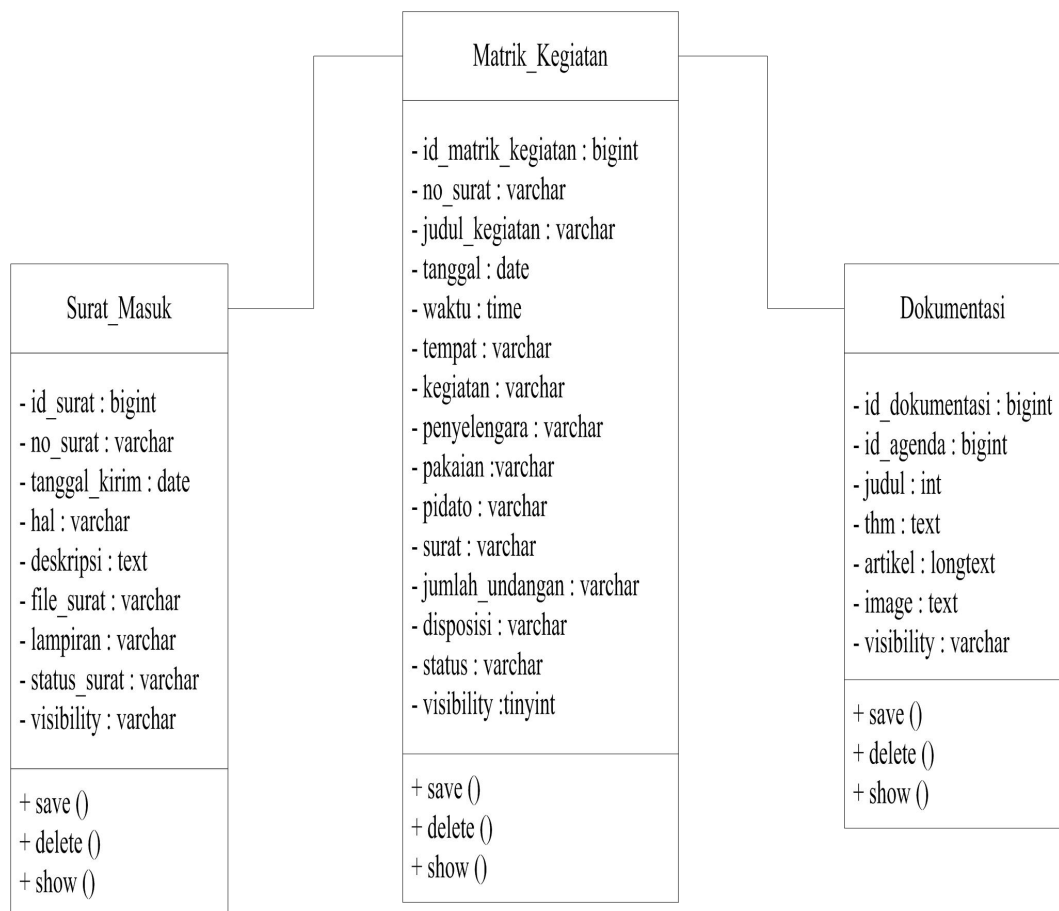 Matrik_Kegiatan
- id_matrik_kegiatan : bigint
- no_surat : varchar
- judul_kegiatan : varchar
- tanggal : date
- waktu : time
- tempat : varchar
- kegiatan : varchar
- penyelengara : varchar
- pakaian :varchar
- pidato : varchar
- surat : varchar
- jumlah_undangan : varchar
- disposisi : varchar
- status : varchar
- visibility :tinyint
+ save ()
+ delete ()
+ show ()
Surat_Masuk
- id_surat : bigint
- no_surat : varchar
- tanggal_kirim : date
- hal : varchar
- deskripsi : text
- file_surat : varchar
- lampiran : varchar
- status_surat : varchar
- visibility : varchar
+ save ()
+ delete ()
+ show ()
Dokumentasi
- id_dokumentasi : bigint
- id_agenda : bigint
- judul : int
- thm : text
- artikel : longtext
- image : text
- visibility : varchar
+ save ()
+ delete ()
+ show ()